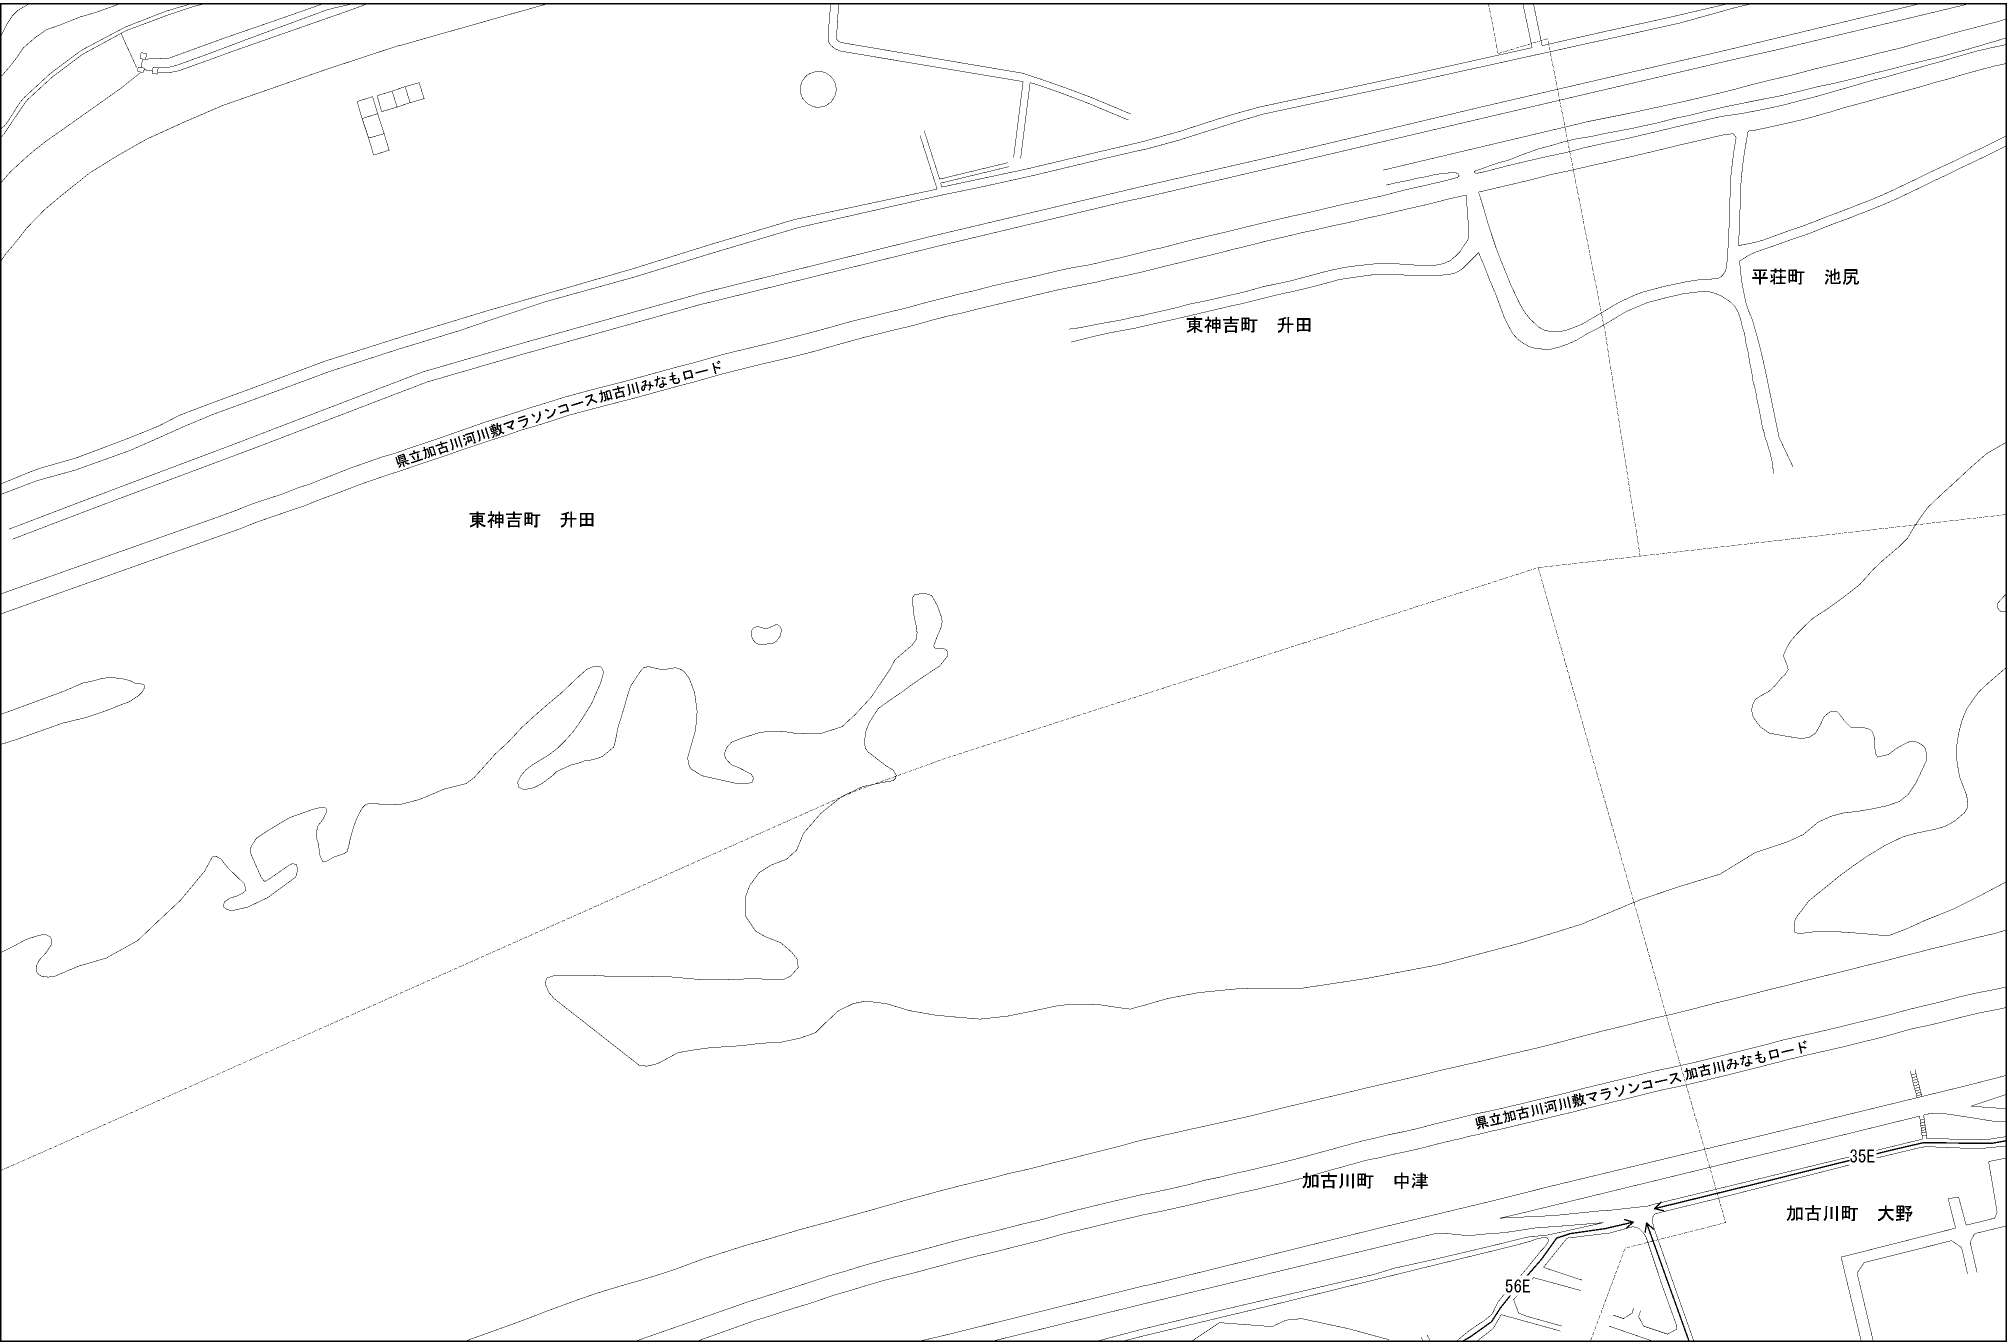 平荘町　池尻
東神吉町　升田
県立加古川河川敷マラソンコース加古川みなもロード
東神吉町　升田
県立加古川河川敷マラソンコース加古川みなもロード
35E
加古川町　中津
加古川町　大野
56E